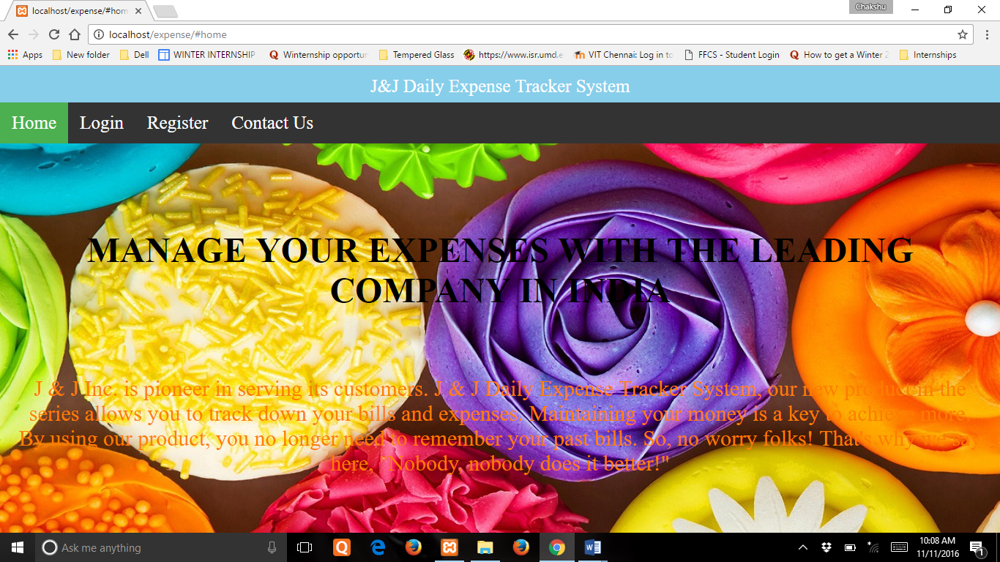 localhost/expense/#hom
Chakshu
localhost/expense/#home
Apps New folder Dell WINTER INTERNSHIP Winternship opportun Tempered Glass https://www.isr.umd.e VIT Chennai: Log in to FFCS - Student Login How to get a Winter 2 Internships
J&J Daily Expense Tracker System
Home Login Register Contact Us
MANAGE YOUR EXPENSES WITH THE LEADING
COMPANY IN INDIA
J & J Inc. is pioneer in serving its customers. J & J Daily Expense Tracker System, our new product in the
series allows you to track down your bills and expenses. Maintaining your money is a key to achieve more.
By using our product, you no longer need to remember your past bills. So, no worry folks! That's why we say
here, "Nobody, nobody does it better!"
Ask me anything
10:08 AM
11/11/2016
1